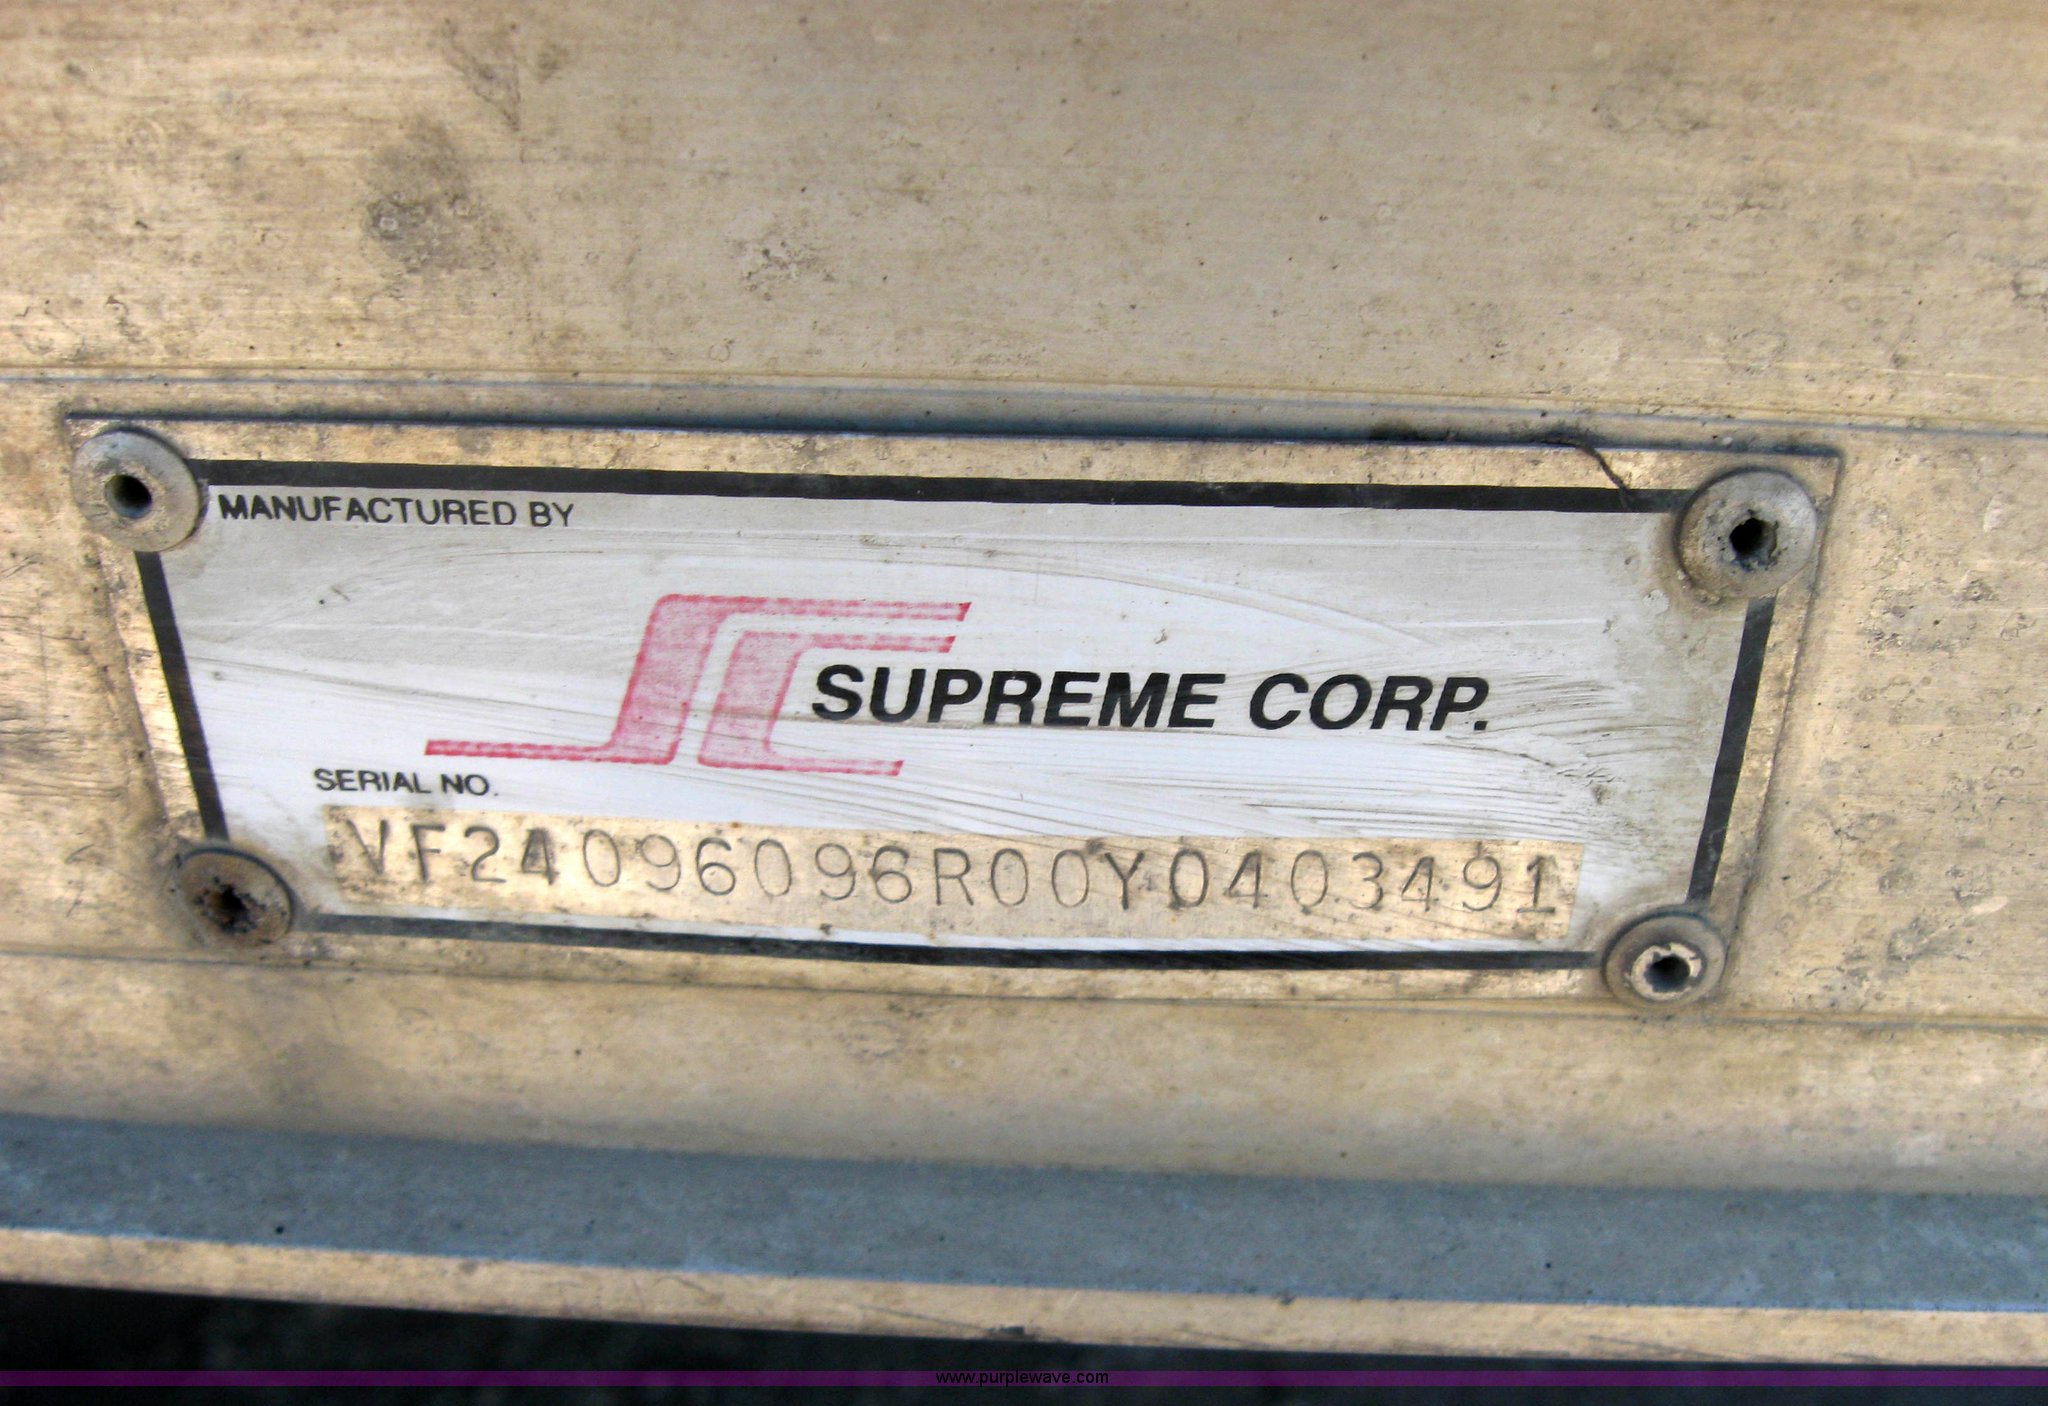 MANUFACTURED BY
SUPREME CORP.
SERIAL NO.
VF24096096R00Y0403491
www.purplewave.com